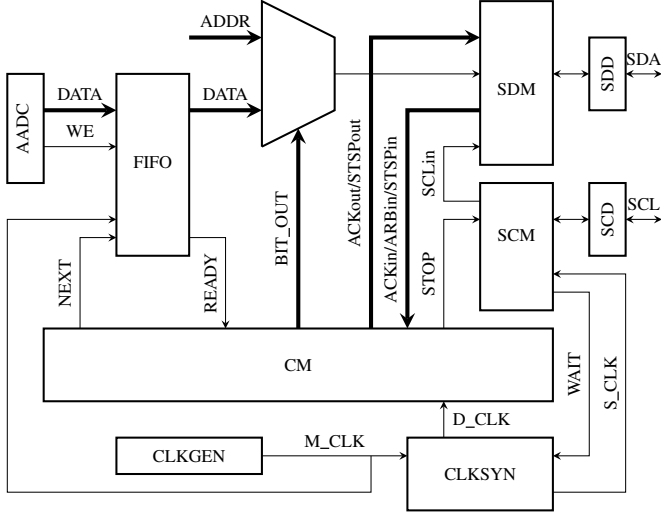 ADDR
SDA
DATA
DATA
SDM
SDD
AADC
WE
FIFO
ACKout/STSPout
ACKin/ARBin/STSPin
SCLin
SCL
SCM
SCD
BIT_OUT
STOP
NEXT
READY
CM
WAIT
S_CLK
D_CLK
M_CLK
CLKGEN
CLKSYN